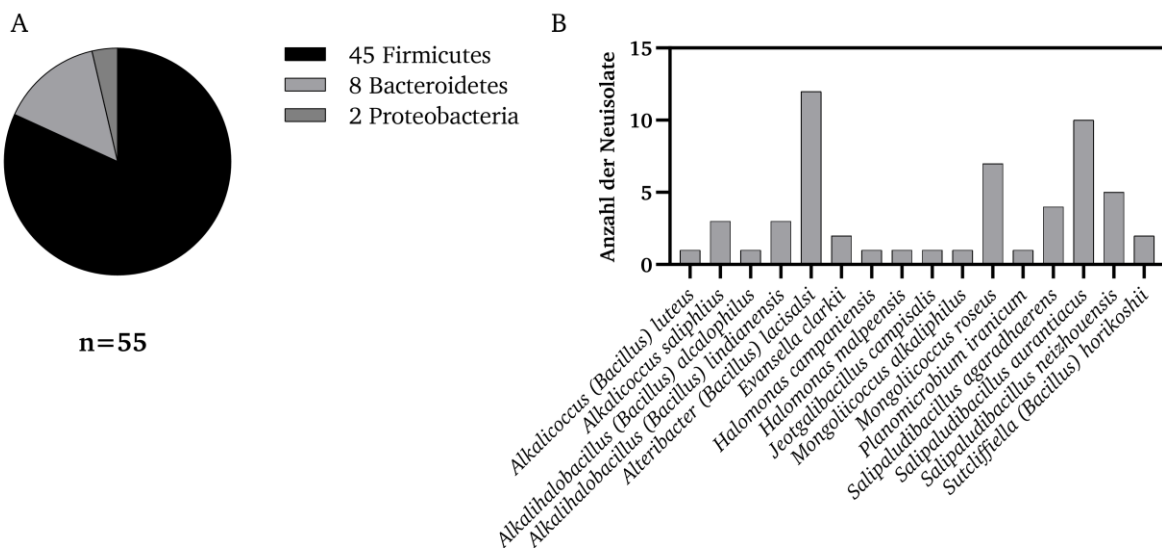 A
45 Firmicutes
8 Bacteroidetes
2 Proteobacteria
n=55
B
Anzahl der Neuisolate
15
10
5
0
Alkalicoccus (Bacillus) luteus
Alkalicoccus saliphlius
Alkalihalobacillus (Bacillus) alcalophilus
Alkalihalobacillus (Bacillus) lindianensis
Alteribacter (Bacillus) lacisalsi
Evansella clarkii
Halomonas campaniensis
Halomonas malpeensis
Jeotgalibacillus campisalis
Mongoliicoccus alkaliphilus
Mongoliicoccus roseus
Planomicrobium iranicum
Salipaludibacillus agaradhaerens
Salipaludibacillus aurantiacus
Salipaludibacillus neizhouensis
Sutcliffiella (Bacillus) horikoshii